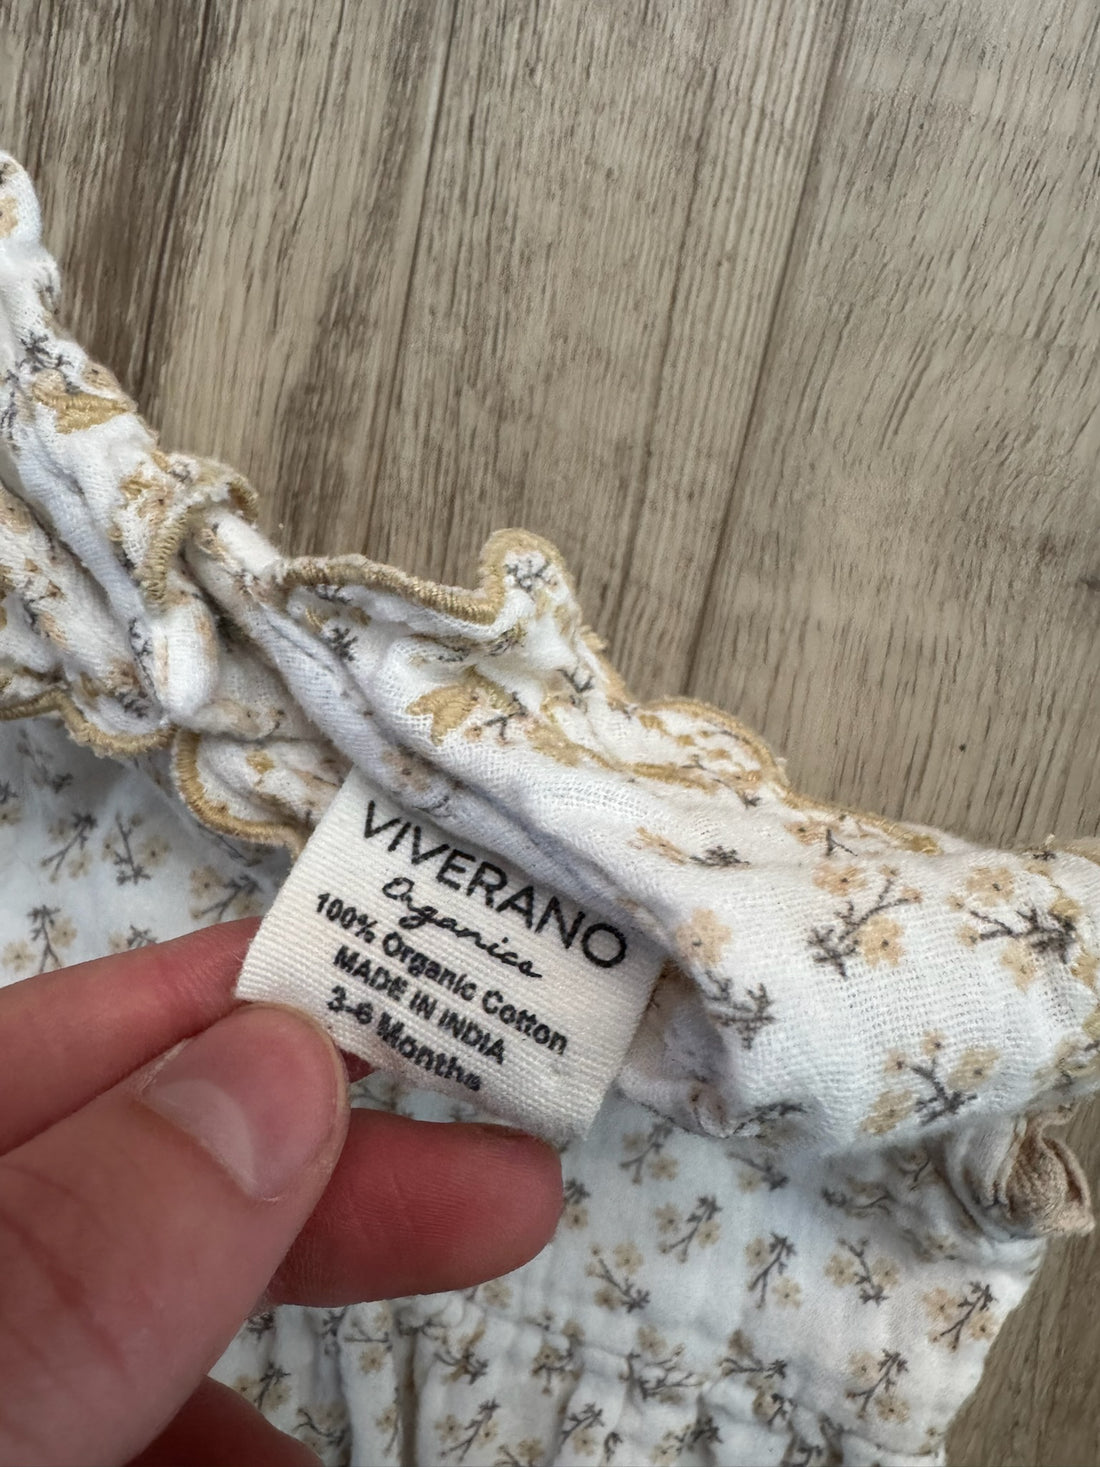 VIVERANO
Organics
100% Organic Cotton
MADE IN INDIA
3-6 Months